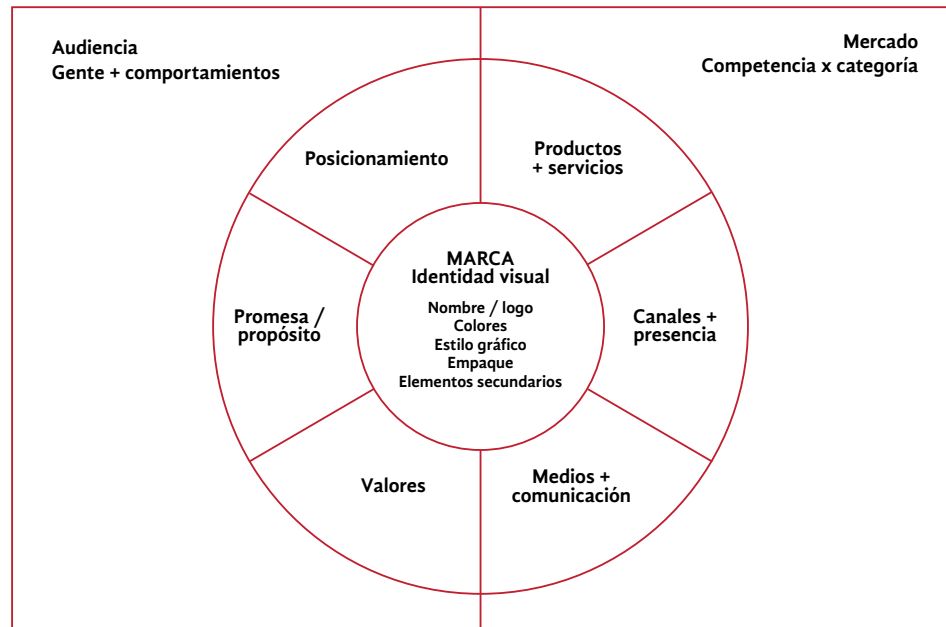 Audiencia
Gente + comportamientos
Mercado
Competencia x categoría
Posicionamiento
Productos
+ servicios
MARCA
Identidad visual
Nombre / logo
Colores
Estilo gráfico
Empaque
Elementos secundarios
Promesa /
propósito
Canales +
presencia
Valores
Medios +
comunicación